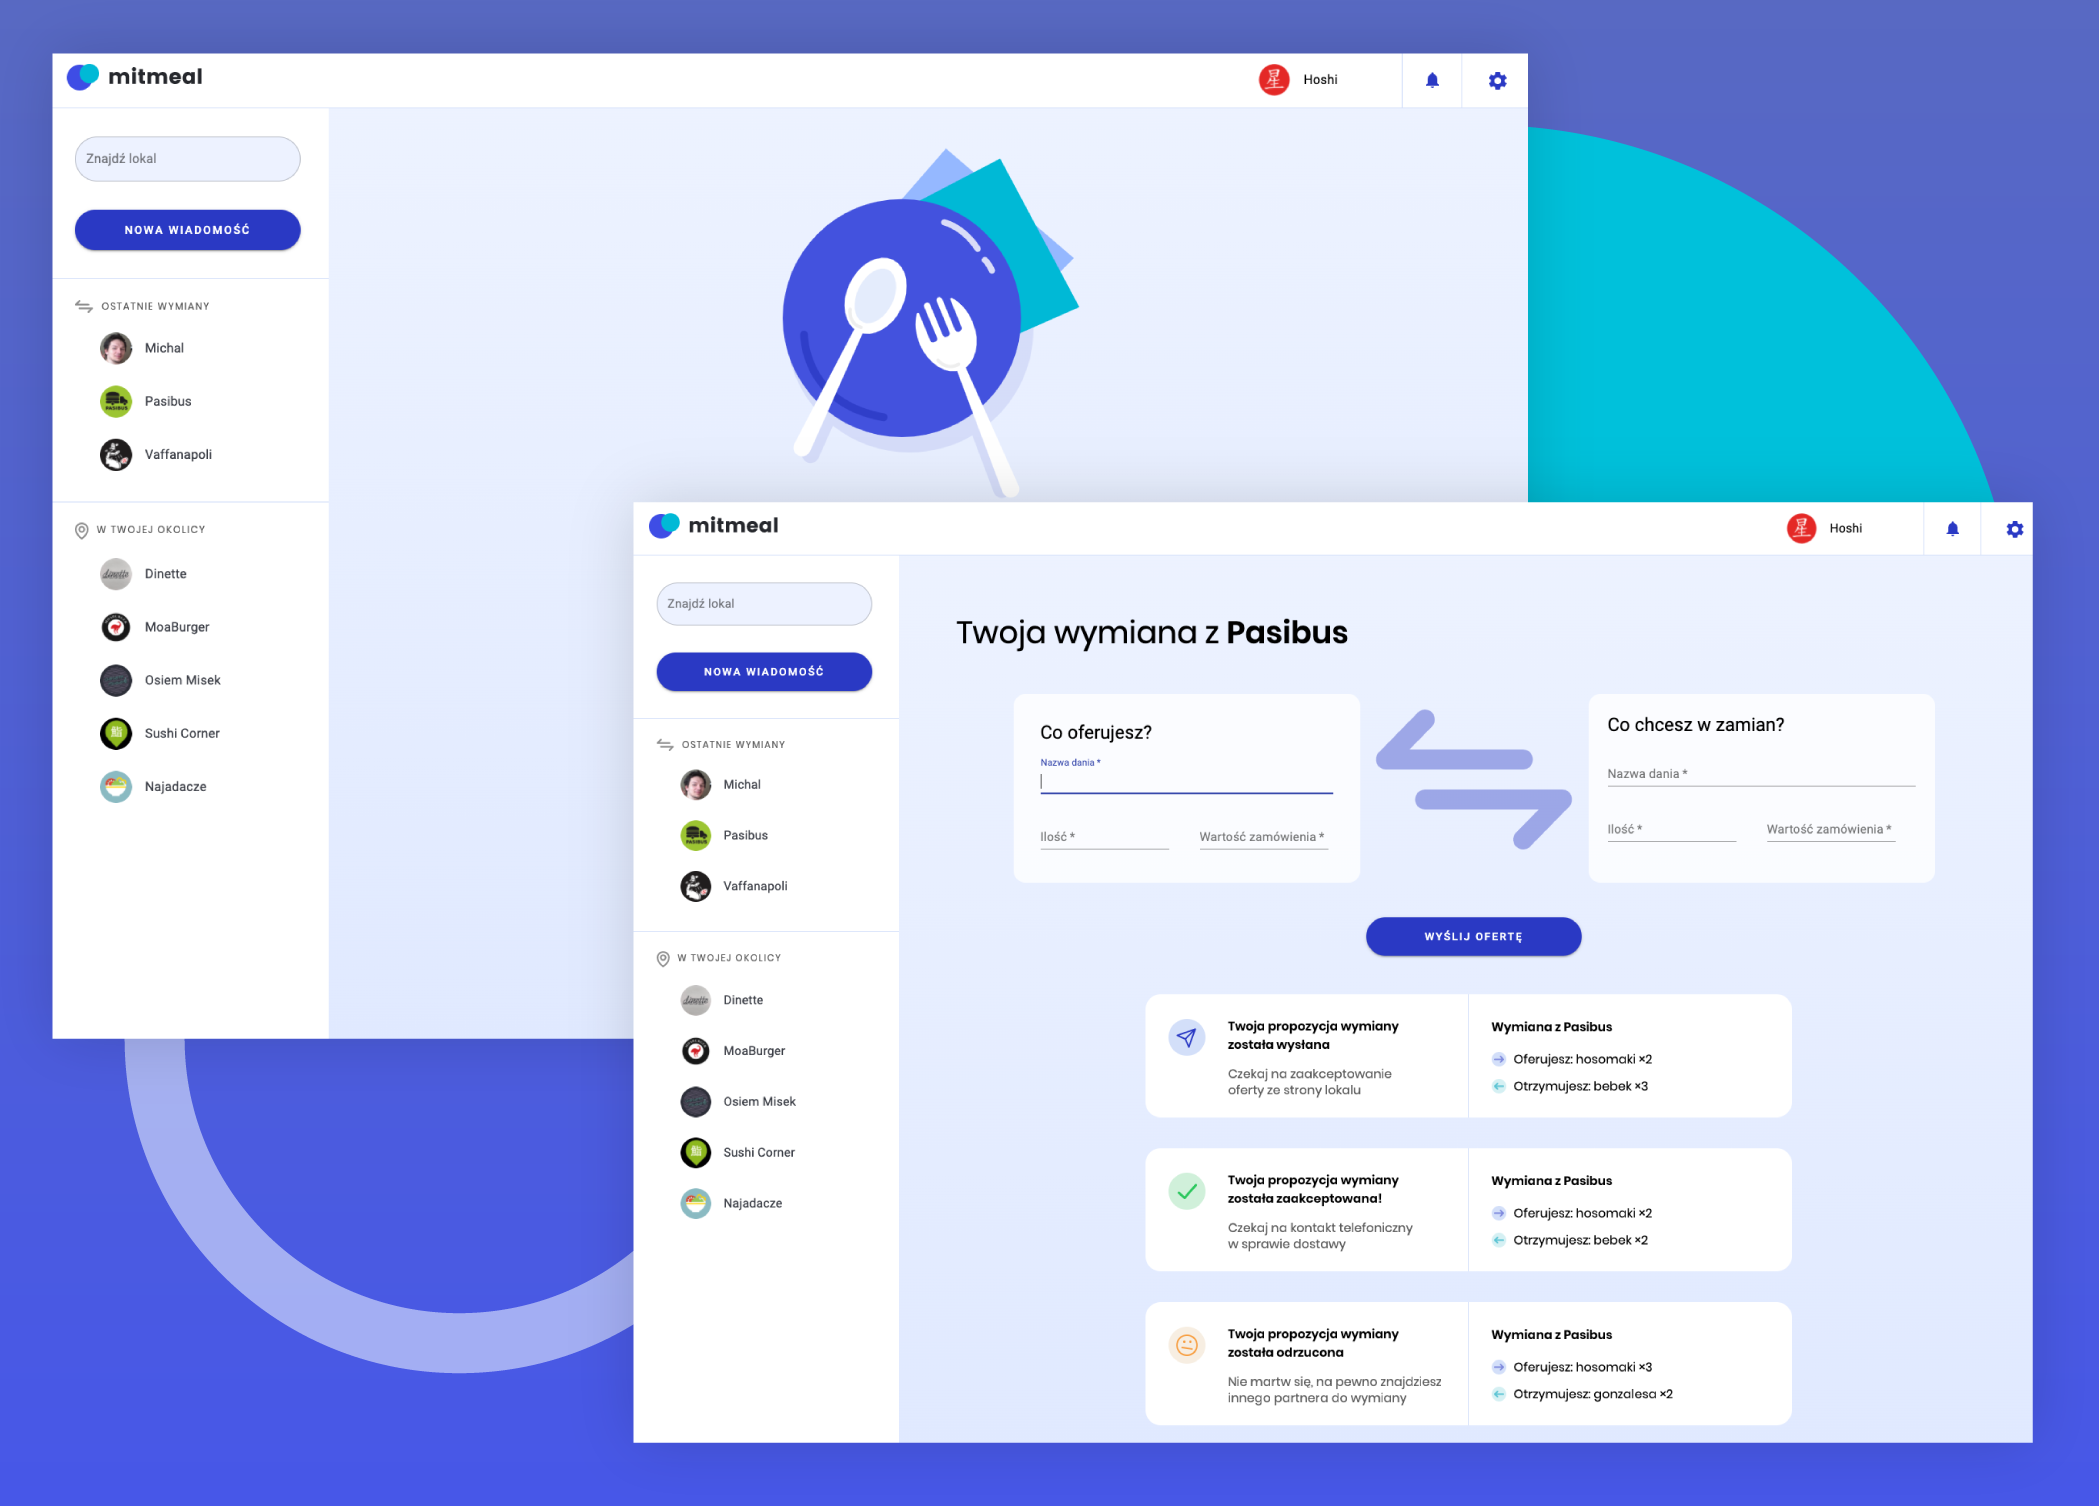 mitmeal
星 Hoshi
Znajdź lokal
NOWA WIADOMOŚĆ
OSTATNIE WYMIANY
Michal
PASIBUS
Pasibus
Vaffanapoli
W TWOJEJ OKOLICY
dinette
Dinette
MoaBurger
Osiem Misek
Sushi Corner
Najadacze
mitmeal
星 Hoshi
Znajdź lokal
NOWA WIADOMOŚĆ
OSTATNIE WYMIANY
Michal
PASIBUS
Pasibus
Vaffanapoli
W TWOJEJ OKOLICY
dinette
Dinette
MoaBurger
Osiem Misek
Sushi Corner
Najadacze
Twoja wymiana z Pasibus
Co oferujesz?
Nazwa dania *
Ilość *
Wartość zamówienia *
Co chcesz w zamian?
Nazwa dania *
Ilość *
Wartość zamówienia *
WYŚLIJ OFERTĘ
Twoja propozycja wymiany
została wysłana
Czekaj na zaakceptowanie
oferty ze strony lokalu
Wymiana z Pasibus
Oferujesz: hosomaki ×2
Otrzymujesz: bebek ×3
Twoja propozycja wymiany
została zaakceptowana!
Czekaj na kontakt telefoniczny
w sprawie dostawy
Wymiana z Pasibus
Oferujesz: hosomaki ×2
Otrzymujesz: bebek ×2
Twoja propozycja wymiany
została odrzucona
Nie martw się, na pewno znajdziesz
innego partnera do wymiany
Wymiana z Pasibus
Oferujesz: hosomaki ×3
Otrzymujesz: gonzalesa ×2